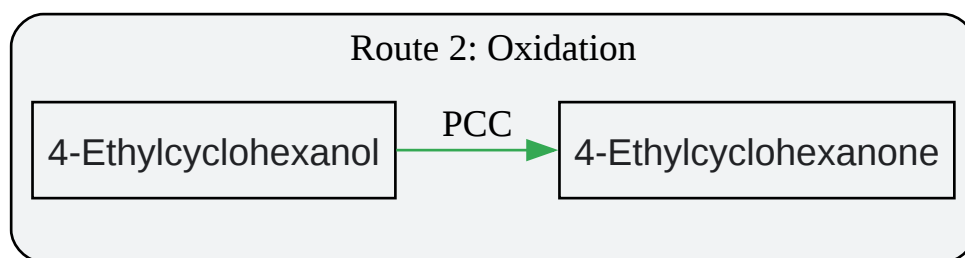 Route 2: Oxidation
PCC
4-Ethylcyclohexanol
4-Ethylcyclohexanone